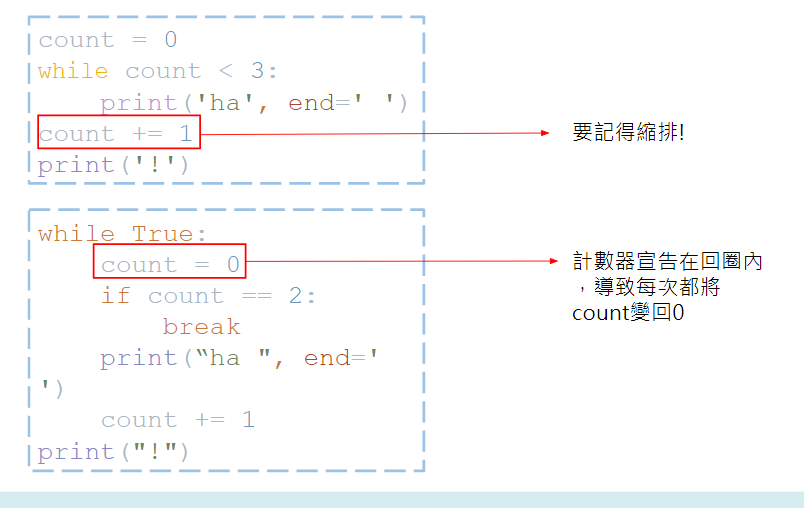 count = 0
while count < 3:
    print('ha', end=' ')
count += 1
print('!')
要記得縮排!
while True:
    count = 0
    if count == 2:
        break
    print(“ha ", end='
')
    count += 1
print("!")
計數器宣告在回圈內
，導致每次都將
count變回0